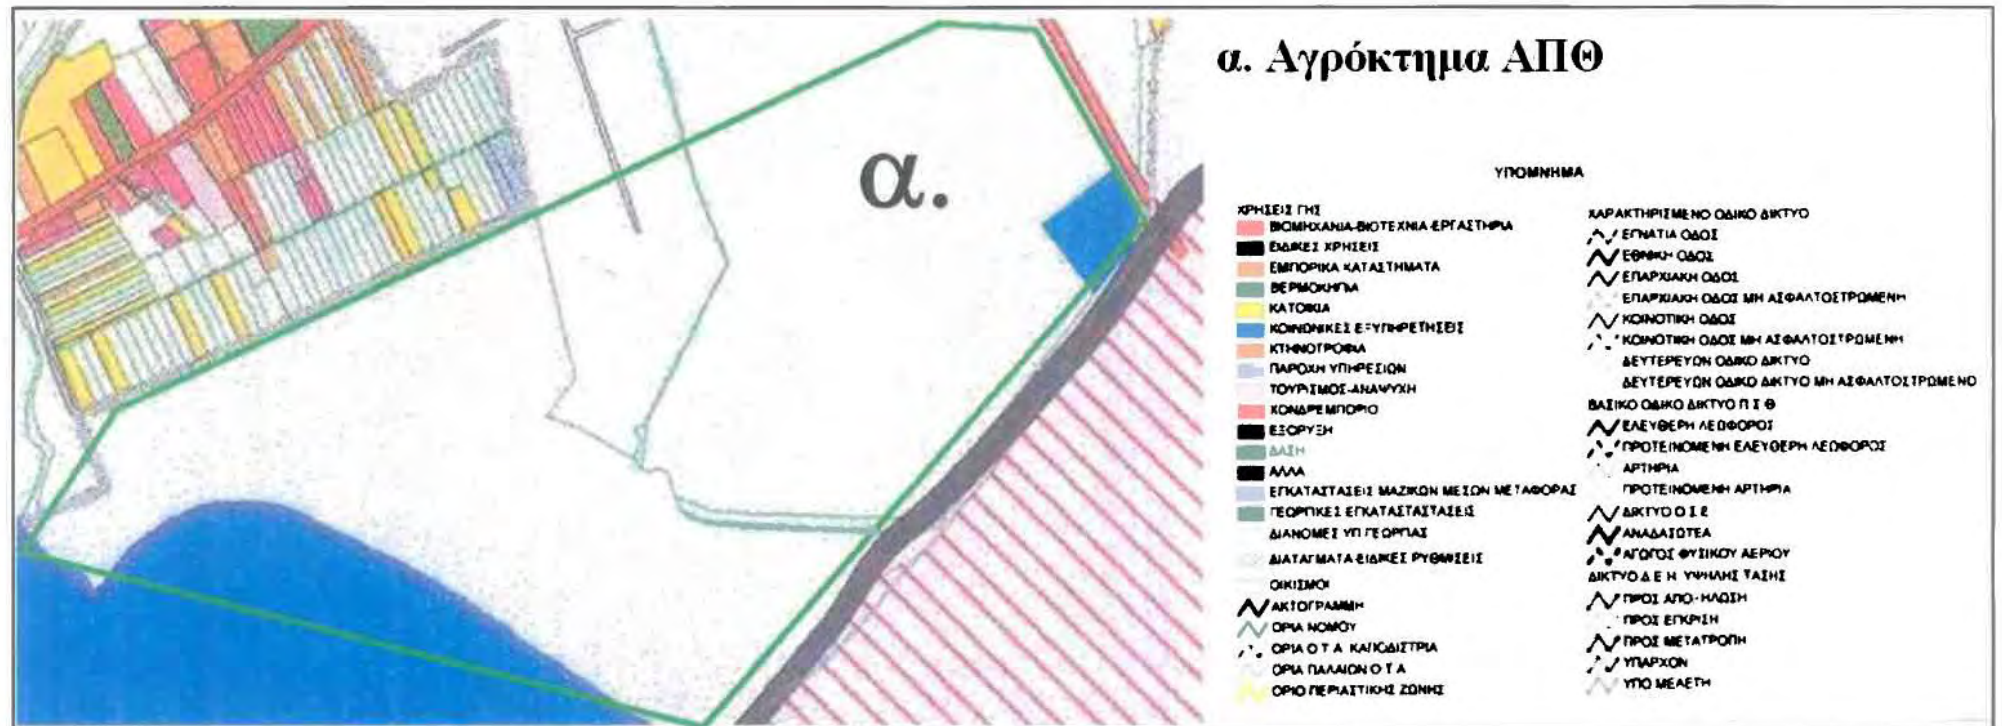 α. Αγρόκτημα ΑΠΘ
α.
ΥΠΟΜΝΗΜΑ
ΧΡΗΣΕΙΣ ΓΗΣ
ΒΙΟΜΗΧΑΝΙΑ-ΒΙΟΤΕΧΝΙΑ-ΕΡΓΑΣΤΗΡΙΑ
ΕΙΔΙΚΕΣ ΧΡΗΣΕΙΣ
ΕΜΠΟΡΙΚΑ ΚΑΤΑΣΤΗΜΑΤΑ
ΘΕΡΜΟΚΗΠΙΑ
ΚΑΤΟΙΚΙΑ
ΚΟΙΝΩΝΙΚΕΣ ΕΞΥΠΗΡΕΤΗΣΕΙΣ
ΚΤΗΝΟΤΡΟΦΙΑ
ΠΑΡΟΧΗ ΥΠΗΡΕΣΙΩΝ
ΤΟΥΡΙΣΜΟΣ-ΑΝΑΨΥΧΗ
ΧΟΝΔΡΕΜΠΟΡΙΟ
ΕΞΟΡΥΞΗ
ΔΑΣΗ
ΑΛΛΑ
ΕΓΚΑΤΑΣΤΑΣΕΙΣ ΜΑΖΙΚΩΝ ΜΕΣΩΝ ΜΕΤΑΦΟΡΑΣ
ΓΕΩΡΓΙΚΕΣ ΕΓΚΑΤΑΣΤΑΣΤΑΣΕΙΣ
ΔΙΑΝΟΜΕΣ ΥΠ ΓΕΩΡΓΙΑΣ
ΔΙΑΤΑΓΜΑΤΑ-ΕΙΔΙΚΕΣ ΡΥΘΜΙΣΕΙΣ
ΟΙΚΙΣΜΟΙ
ΑΚΤΟΓΡΑΜΜΗ
ΟΡΙΑ ΝΟΜΟΥ
ΟΡΙΑ Ο Τ Α ΚΑΠΟΔΙΣΤΡΙΑ
ΟΡΙΑ ΠΑΛΑΙΩΝ Ο Τ Α
ΟΡΙΟ ΠΕΡΙΑΣΤΙΚΗΣ ΖΩΝΗΣ
ΧΑΡΑΚΤΗΡΙΣΜΕΝΟ ΟΔΙΚΟ ΔΙΚΤΥΟ
ΕΓΝΑΤΙΑ ΟΔΟΣ
ΕΘΝΙΚΗ ΟΔΟΣ
ΕΠΑΡΧΙΑΚΗ ΟΔΟΣ
ΕΠΑΡΧΙΑΚΗ ΟΔΟΣ ΜΗ ΑΣΦΑΛΤΟΣΤΡΩΜΕΝΗ
ΚΟΙΝΟΤΙΚΗ ΟΔΟΣ
ΚΟΙΝΟΤΙΚΗ ΟΔΟΣ ΜΗ ΑΣΦΑΛΤΟΣΤΡΩΜΕΝΗ
ΔΕΥΤΕΡΕΥΟΝ ΟΔΙΚΟ ΔΙΚΤΥΟ
ΔΕΥΤΕΡΕΥΟΝ ΟΔΙΚΟ ΔΙΚΤΥΟ ΜΗ ΑΣΦΑΛΤΟΣΤΡΩΜΕΝΟ
ΒΑΣΙΚΟ ΟΔΙΚΟ ΔΙΚΤΥΟ Π Σ Θ
ΕΛΕΥΘΕΡΗ ΛΕΩΦΟΡΟΣ
ΠΡΟΤΕΙΝΟΜΕΝΗ ΕΛΕΥΘΕΡΗ ΛΕΩΦΟΡΟΣ
ΑΡΤΗΡΙΑ
ΠΡΟΤΕΙΝΟΜΕΝΗ ΑΡΤΗΡΙΑ
ΔΙΚΤΥΟ Ο Σ Ε
ΑΝΑΔΑΣΩΤΕΑ
ΑΓΩΓΟΣ ΦΥΣΙΚΟΥ ΑΕΡΙΟΥ
ΔΙΚΤΥΟ Δ Ε Η ΥΨΗΛΗΣ ΤΑΣΗΣ
ΠΡΟΣ ΑΠΟ-ΗΛΩΣΗ
ΠΡΟΣ ΕΓΚΡΙΣΗ
ΠΡΟΣ ΜΕΤΑΤΡΟΠΗ
ΥΠΑΡΧΟΝ
ΥΠΟ ΜΕΛΕΤΗ